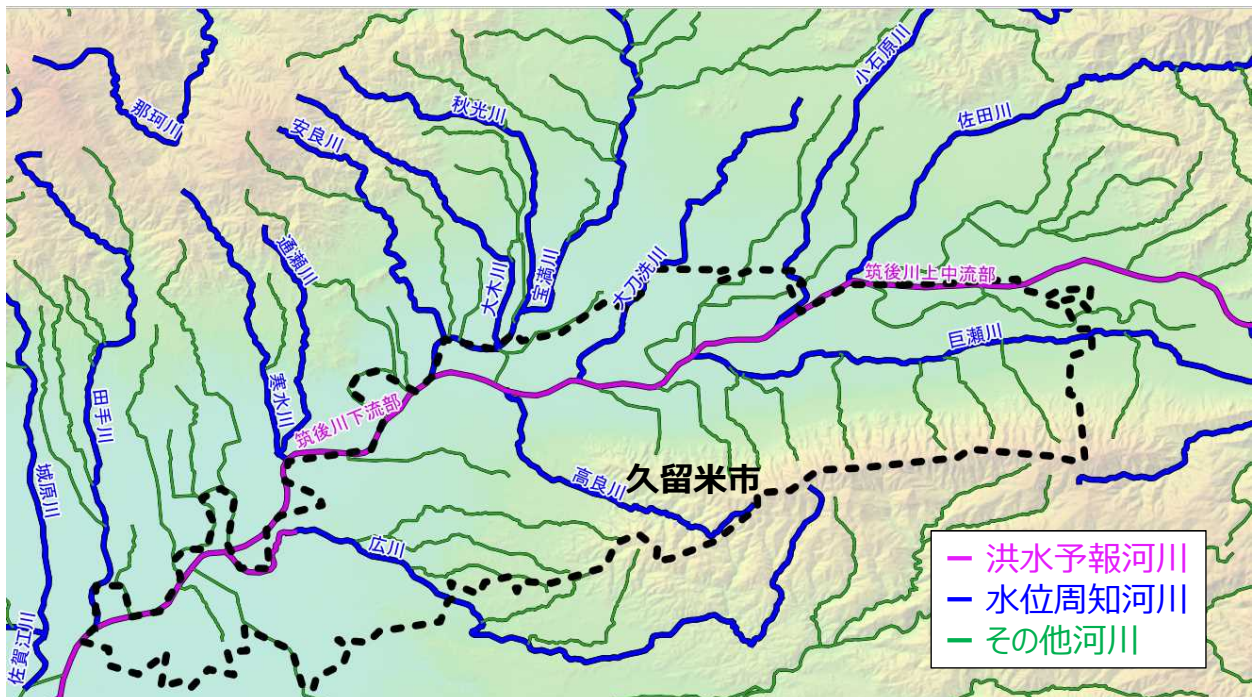 那珂川
秋光川
安良川
小石原川
佐田川
通瀬川
大木川
宝満川
太刀洗川
筑後川上中流部
巨瀬川
田手川
寒水川
筑後川下流部
城原川
高良川
久留米市
広川
佐賀江川
洪水予報河川
水位周知河川
その他河川